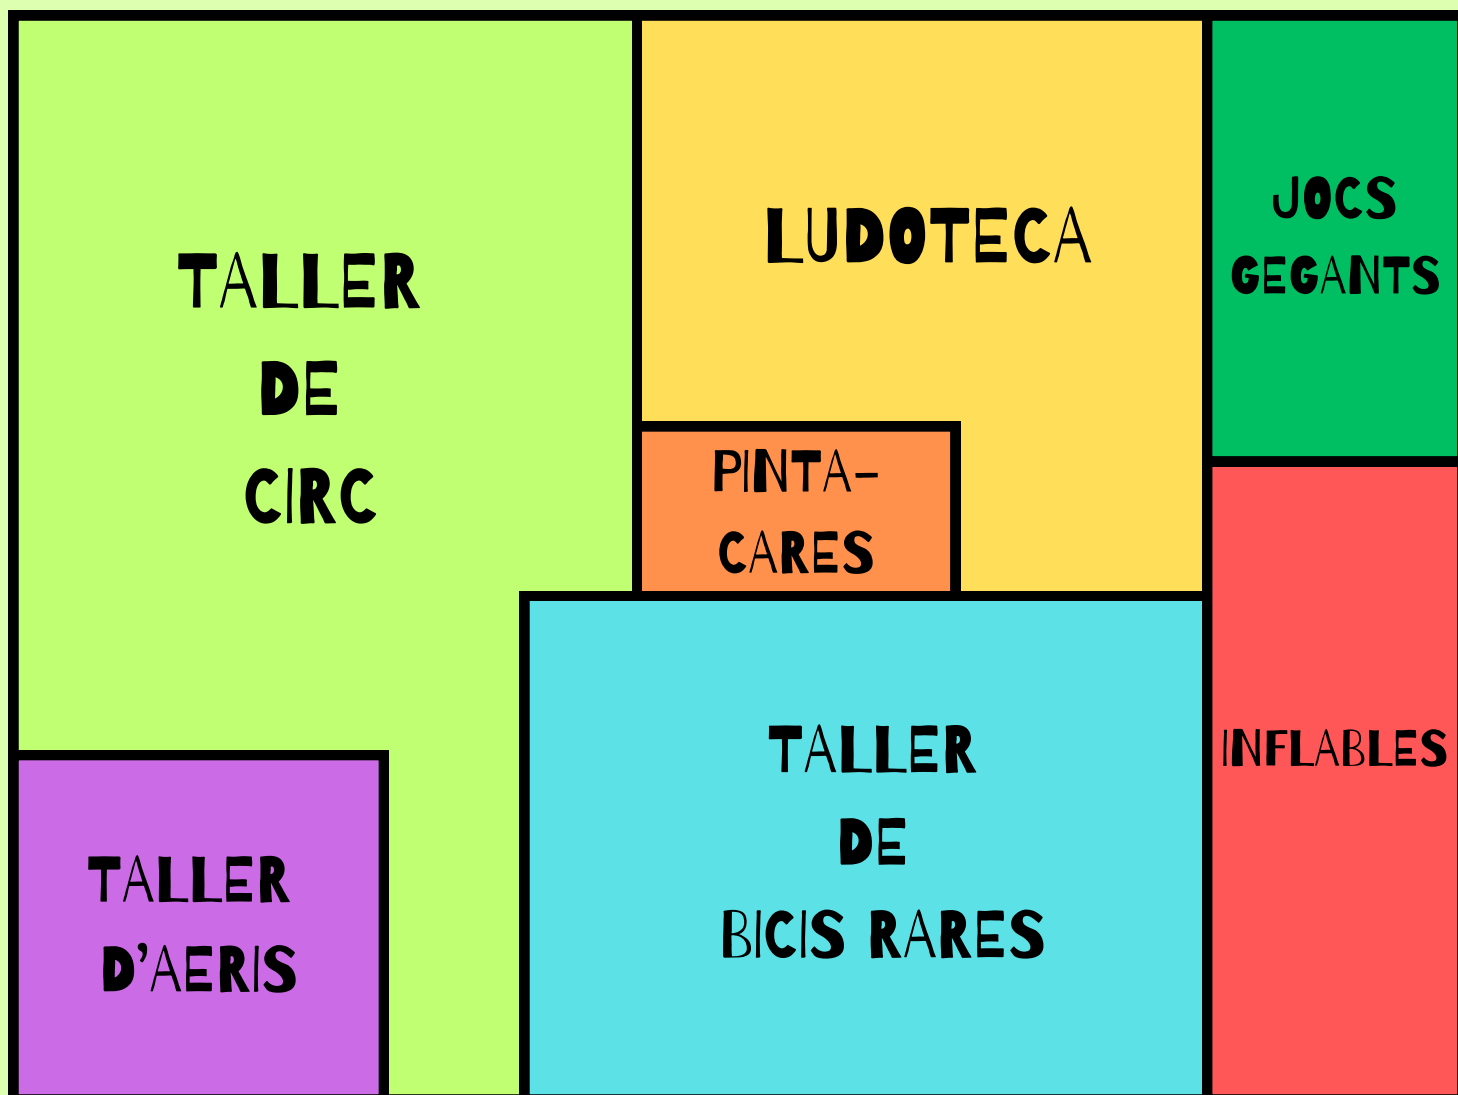 TALLER
DE
CIRC
LUDOTECA
JOCS
GEGANTS
PINTA-
CARES
TALLER
DE
BICIS RARES
INFLABLES
TALLER
D'AERIS